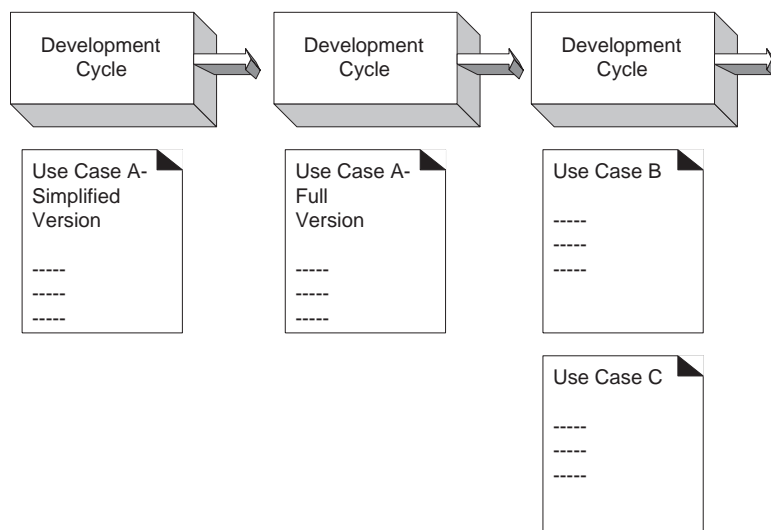 Development
Cycle
Development
Cycle
Development
Cycle
Use Case A-
Simplified
Version
-----
-----
-----
Use Case A-
Full
Version
-----
-----
-----
Use Case B
-----
-----
-----
Use Case C
-----
-----
-----